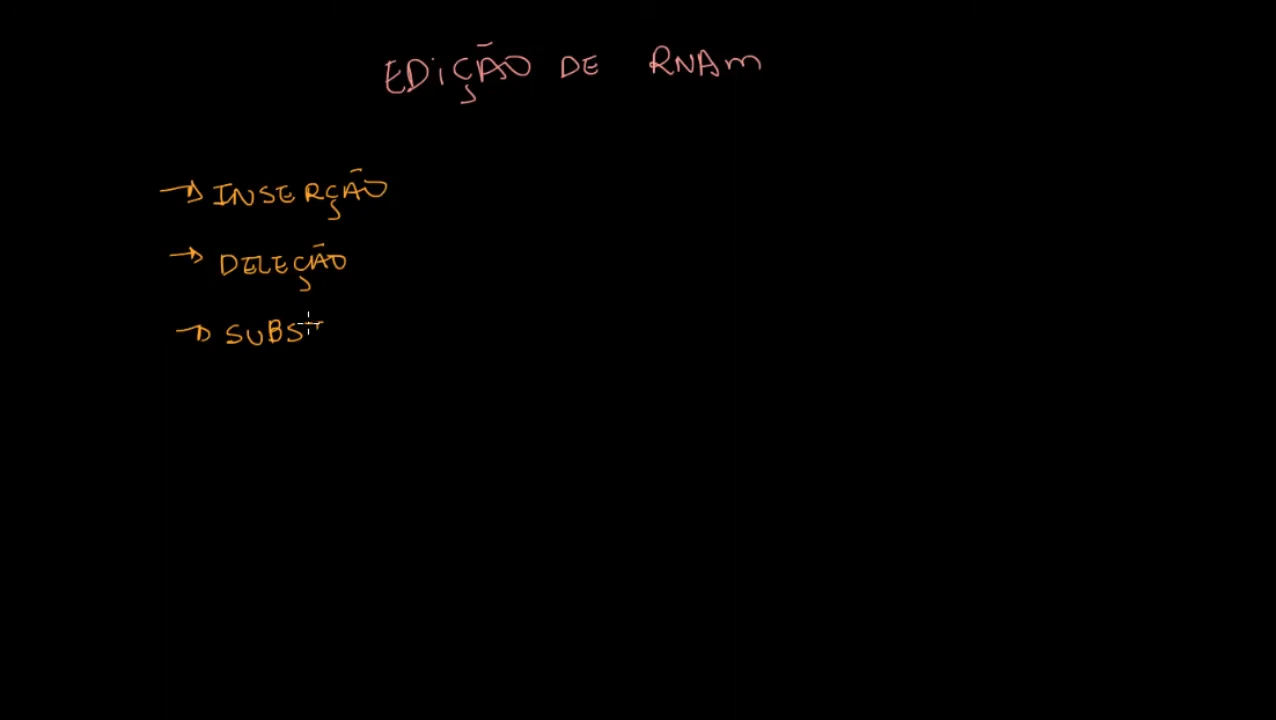 EDIÇÃO DE RNAm
→ INSERÇÃO
→ DELEÇÃO
→ SUBST